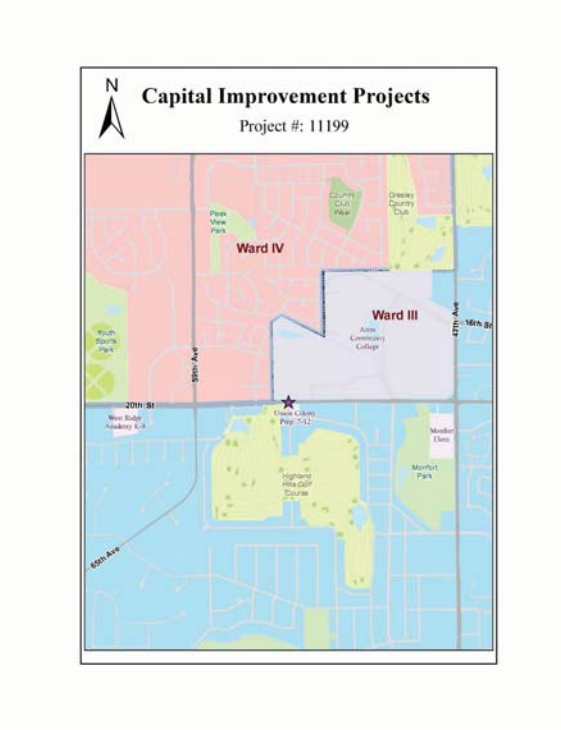 N
Capital Improvement Projects
Project #: 11199
Country
Club
West
Greeley
Country
Club
Peak
View
Park
Ward IV
Ward III
Aims
Community
College
47th Ave
16th St
Youth
Sports
Park
59th Ave
20th St
West Ridge
Academy K-8
Union Colony
Prep. 7-12
Monfort
Elem.
Monfort
Park
Highland
Hills Golf
Course
65th Ave